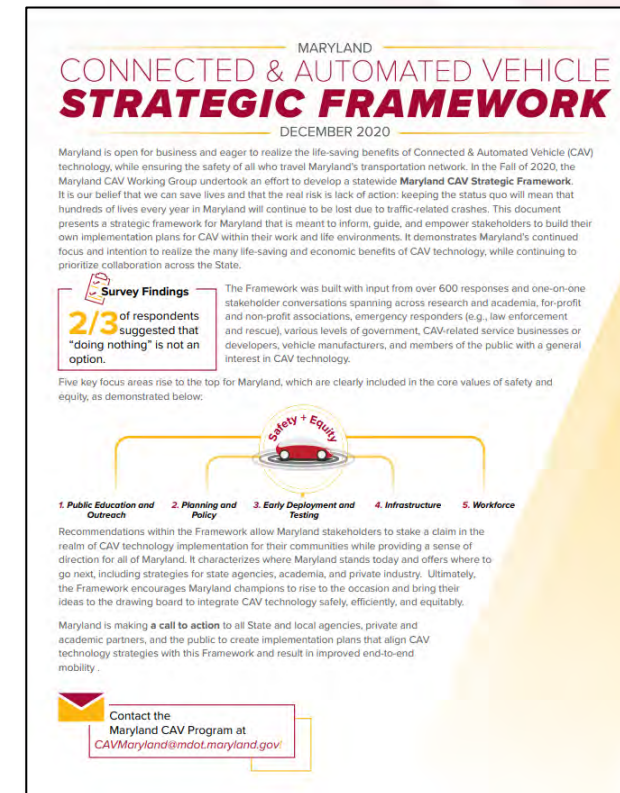 MARYLAND
CONNECTED & AUTOMATED VEHICLE
STRATEGIC FRAMEWORK
DECEMBER 2020
Maryland is open for business and eager to realize the life-saving benefits of Connected & Automated Vehicle (CAV)
technology, while ensuring the safety of all who travel Maryland's transportation network. In the Fall of 2020, the
Maryland CAV Working Group undertook an effort to develop a statewide Maryland CAV Strategic Framework.
It is our belief that we can save lives and that the real risk is lack of action: keeping the status quo will mean that
hundreds of lives every year in Maryland will continue to be lost due to traffic-related crashes. This document
presents a strategic framework for Maryland that is meant to inform, guide, and empower stakeholders to build their
own implementation plans for CAV within their work and life environments. It demonstrates Maryland's continued
focus and intention to realize the many life-saving and economic benefits of CAV technology, while continuing to
prioritize collaboration across the State.
Survey Findings
2/3 of respondents
suggested that
"doing nothing" is not an
option.
The Framework was built with input from over 600 responses and one-on-one
stakeholder conversations spanning across research and academia, for-profit
and non-profit associations, emergency responders (e.g., law enforcement
and rescue), various levels of government, CAV-related service businesses or
developers, vehicle manufacturers, and members of the public with a general
interest in CAV technology.
Five key focus areas rise to the top for Maryland, which are clearly included in the core values of safety and
equity, as demonstrated below:
Safety + Equity
1. Public Education and
Outreach
2. Planning and
Policy
3. Early Deployment and
Testing
4. Infrastructure
5. Workforce
Recommendations within the Framework allow Maryland stakeholders to stake a claim in the
realm of CAV technology implementation for their communities while providing a sense of
direction for all of Maryland. It characterizes where Maryland stands today and offers where to
go next, including strategies for state agencies, academia, and private industry. Ultimately,
the Framework encourages Maryland champions to rise to the occasion and bring their
ideas to the drawing board to integrate CAV technology safely, efficiently, and equitably.
Maryland is making a call to action to all State and local agencies, private and
academic partners, and the public to create implementation plans that align CAV
technology strategies with this Framework and result in improved end-to-end
mobility .
Contact the
Maryland CAV Program at
CAVMaryland@mdot.maryland.gov!